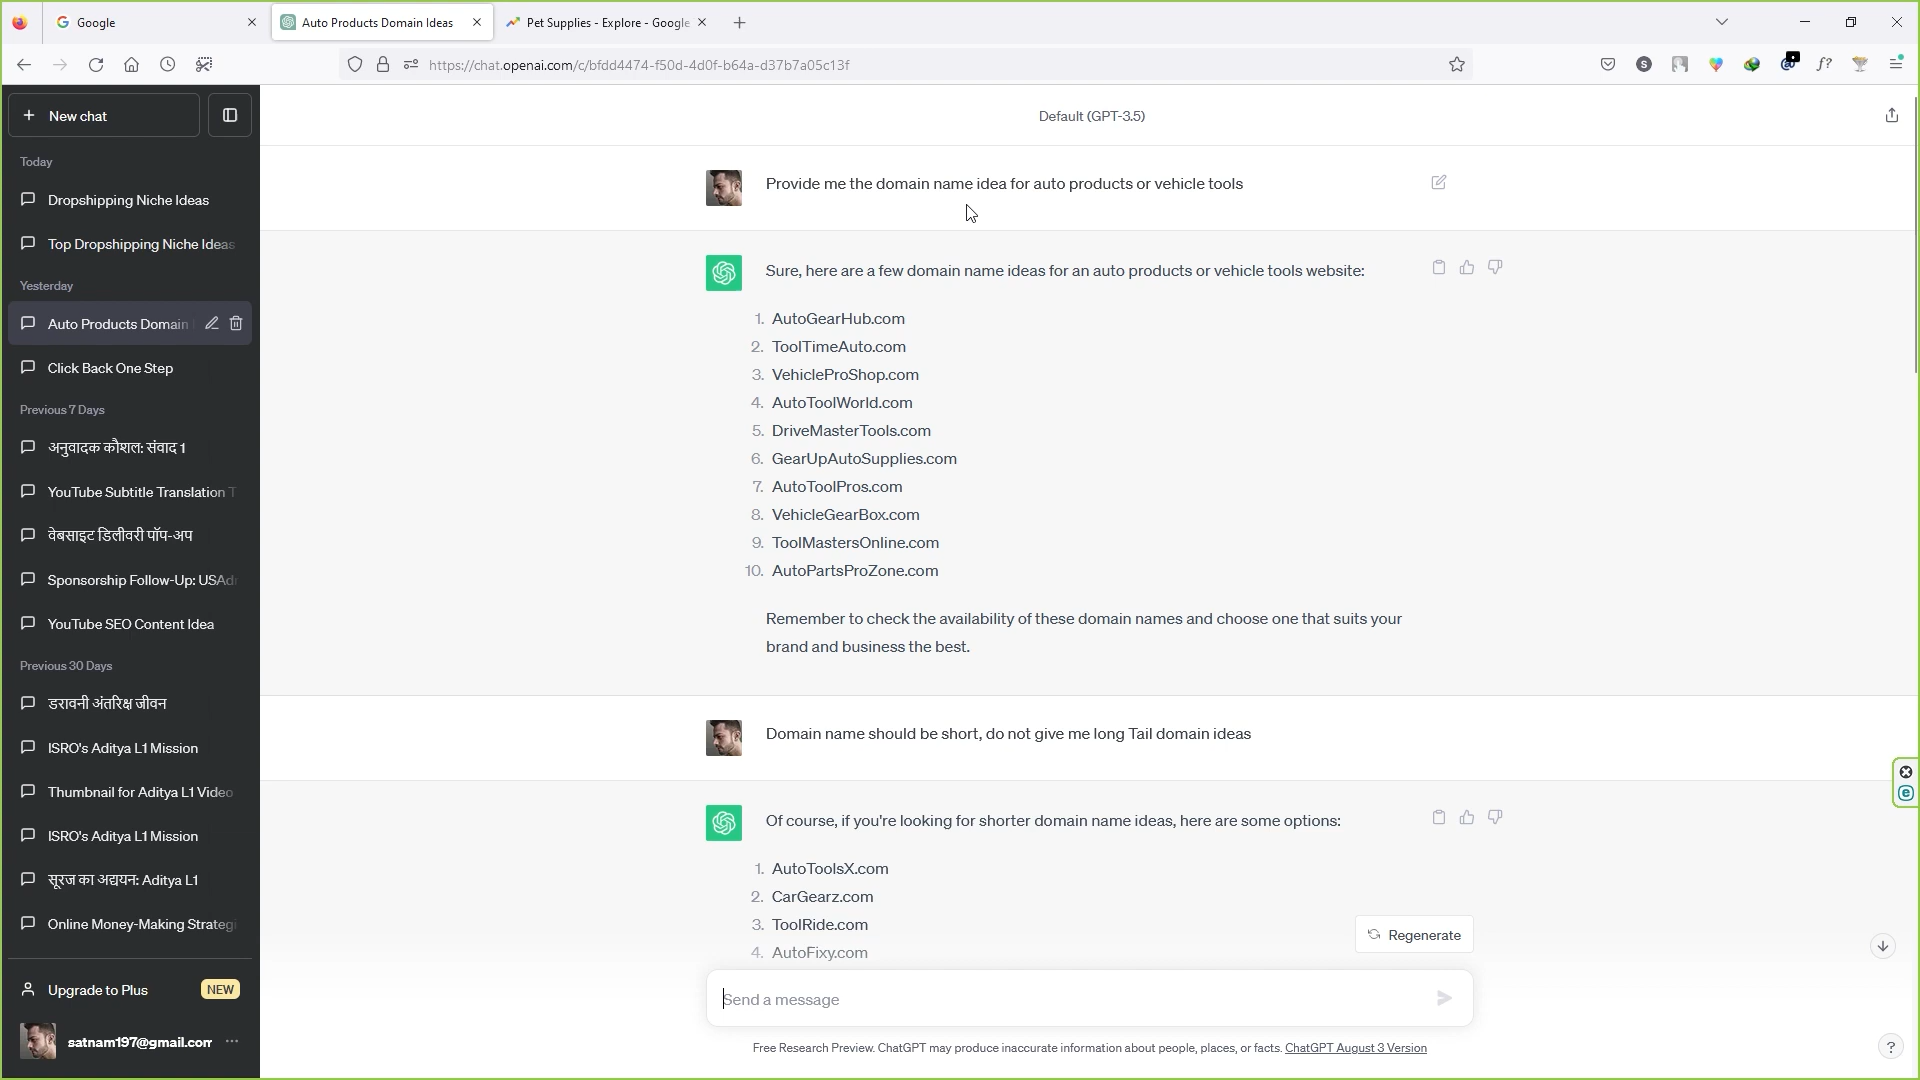 Google
Auto Products Domain Ideas
Pet Supplies - Explore - Google
https://chat.openai.com/c/bfdd4474-f50d-4d0f-b64a-d37b7a05c13f
S
f?
New chat
Default (GPT-3.5)
Today
Dropshipping Niche Ideas
Top Dropshipping Niche Ideas
Yesterday
Auto Products Domain
Click Back One Step
Previous 7 Days
अनुवादक कौशल: संवाद 1
YouTube Subtitle Translation T
वेबसाइट डिलीवरी पॉप-अप
Sponsorship Follow-Up: USAd
YouTube SEO Content Idea
Previous 30 Days
डरावनी अंतरिक्ष जीवन
ISRO's Aditya L1 Mission
Thumbnail for Aditya L1 Video
ISRO's Aditya L1 Mission
सूरज का अद्ययन: Aditya L1
Online Money-Making Strateg
Upgrade to Plus
NEW
satnam197@gmail.com
Provide me the domain name idea for auto products or vehicle tools
Sure, here are a few domain name ideas for an auto products or vehicle tools website:
1. AutoGearHub.com
2. ToolTimeAuto.com
3. VehicleProShop.com
4. AutoToolWorld.com
5. DriveMasterTools.com
6. GearUpAutoSupplies.com
7. AutoToolPros.com
8. VehicleGearBox.com
9. ToolMastersOnline.com
10. AutoPartsProZone.com
Remember to check the availability of these domain names and choose one that suits your
brand and business the best.
Domain name should be short, do not give me long Tail domain ideas
Of course, if you're looking for shorter domain name ideas, here are some options:
1. AutoToolsX.com
2. CarGearz.com
3. ToolRide.com
4. AutoFixy.com
Regenerate
Send a message
Free Research Preview. ChatGPT may produce inaccurate information about people, places, or facts. ChatGPT August 3 Version
?